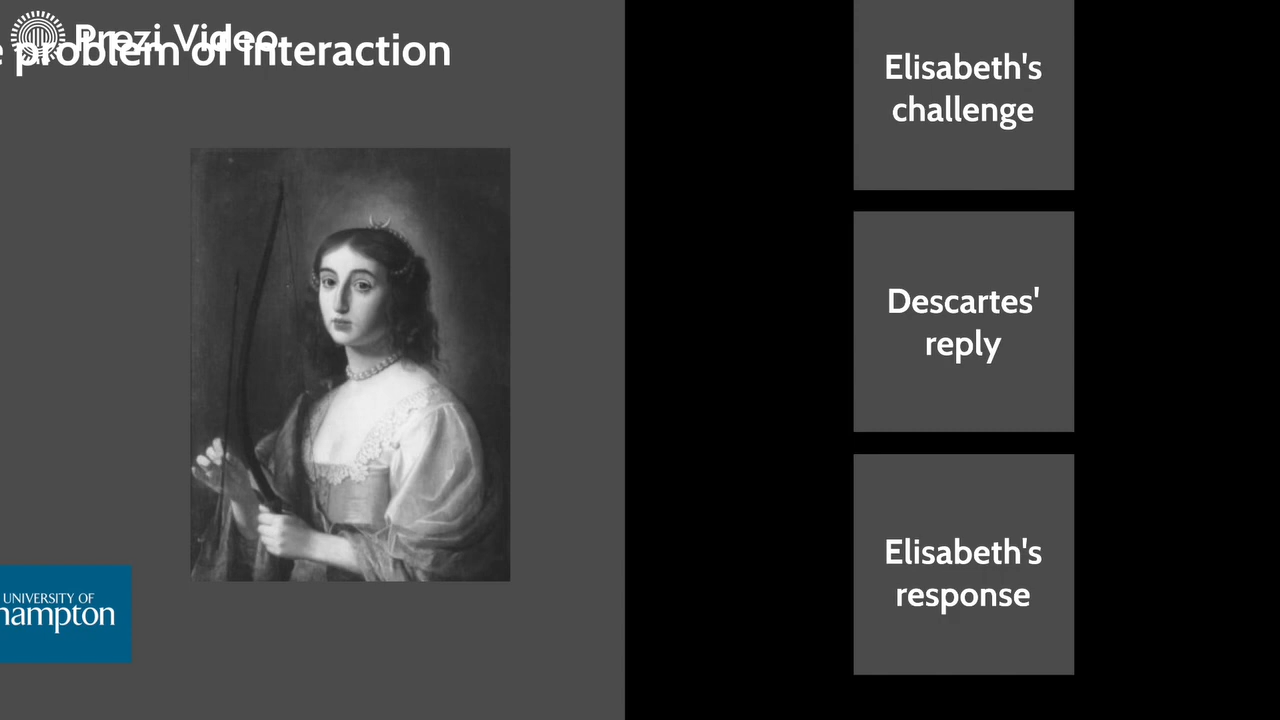 Prezi Video
problem of interaction
Elisabeth's
challenge
Descartes'
reply
Elisabeth's
response
UNIVERSITY OF
hampton